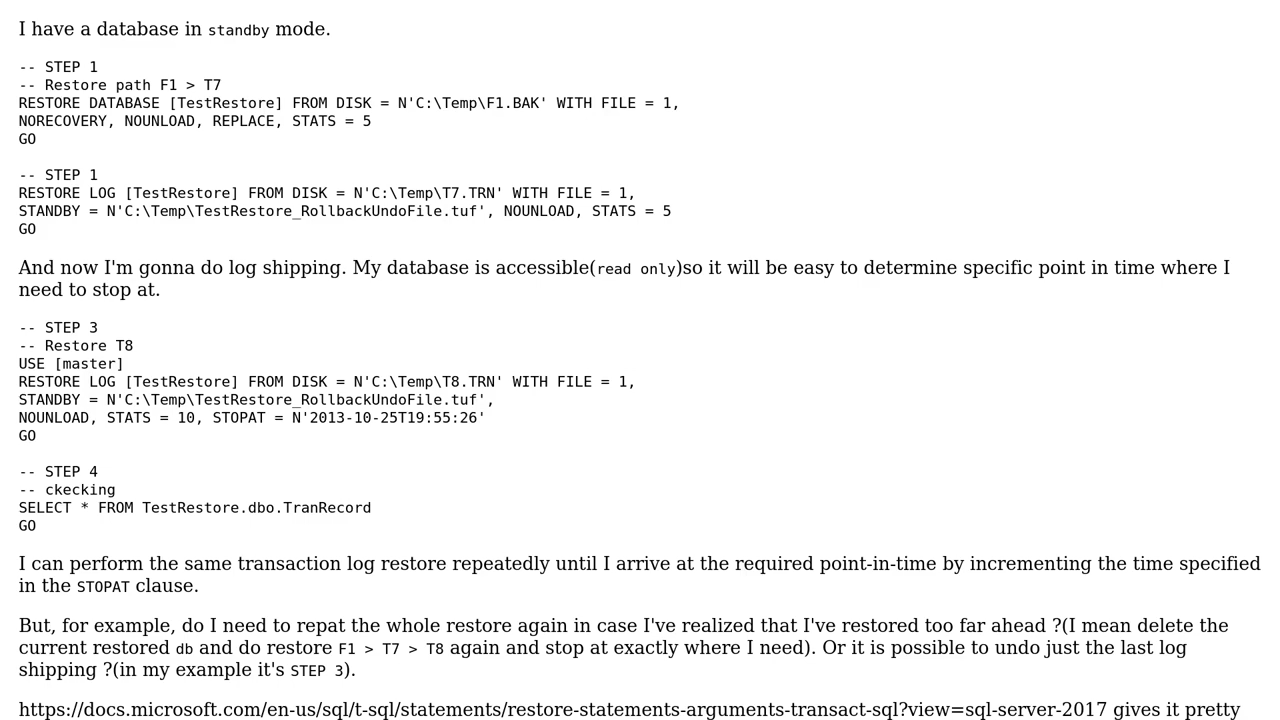 I have a database in standby mode.
-- STEP 1
-- Restore path F1 > T7
RESTORE DATABASE [TestRestore] FROM DISK = N'C:\Temp\F1.BAK' WITH FILE = 1,
NORECOVERY, NOUNLOAD, REPLACE, STATS = 5
GO
-- STEP 1
RESTORE LOG [TestRestore] FROM DISK = N'C:\Temp\T7.TRN' WITH FILE = 1,
STANDBY = N'C:\Temp\TestRestore_RollbackUndoFile.tuf', NOUNLOAD, STATS = 5
GO
And now I'm gonna do log shipping. My database is accessible(read only)so it will be easy to determine specific point in time where I
need to stop at.
-- STEP 3
-- Restore T8
USE [master]
RESTORE LOG [TestRestore] FROM DISK = N'C:\Temp\T8.TRN' WITH FILE = 1,
STANDBY = N'C:\Temp\TestRestore_RollbackUndoFile.tuf',
NOUNLOAD, STATS = 10, STOPAT = N'2013-10-25T19:55:26'
GO
-- STEP 4
-- ckecking
SELECT * FROM TestRestore.dbo.TranRecord
GO
I can perform the same transaction log restore repeatedly until I arrive at the required point-in-time by incrementing the time specified
in the STOPAT clause.
But, for example, do I need to repat the whole restore again in case I've realized that I've restored too far ahead ?(I mean delete the
current restored db and do restore F1 > T7 > T8 again and stop at exactly where I need). Or it is possible to undo just the last log
shipping ?(in my example it's STEP 3).
https://docs.microsoft.com/en-us/sql/t-sql/statements/restore-statements-arguments-transact-sql?view=sql-server-2017 gives it pretty